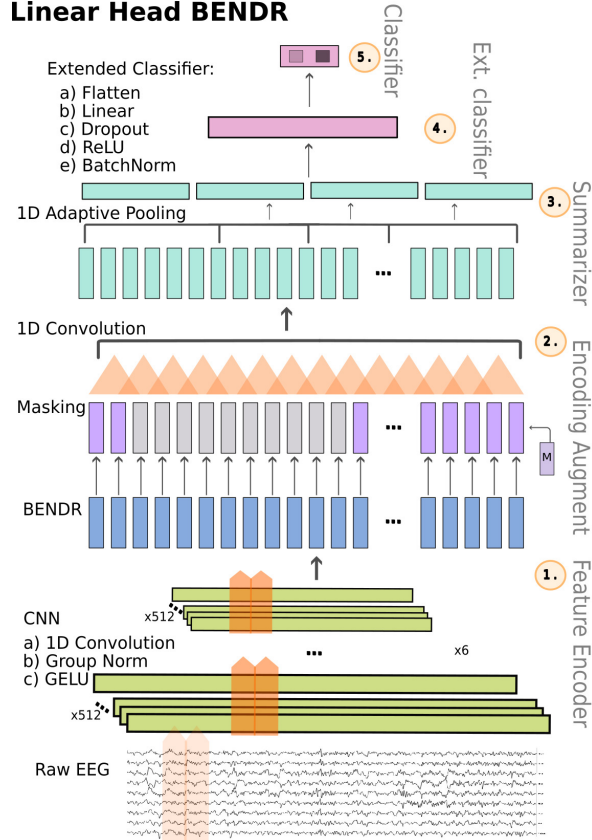 Linear Head BENDR
Classifier
5.
Extended Classifier:
a) Flatten
b) Linear
c) Dropout
d) ReLU
e) BatchNorm
4.
Ext. classifier
3.
1D Adaptive Pooling
Summarizer
...
1D Convolution
2.
Encoding Augment
Masking
...
M
BENDR
...
1.
Feature Encoder
x512
CNN
a) 1D Convolution
b) Group Norm
c) GELU
...
x6
x512
Raw EEG